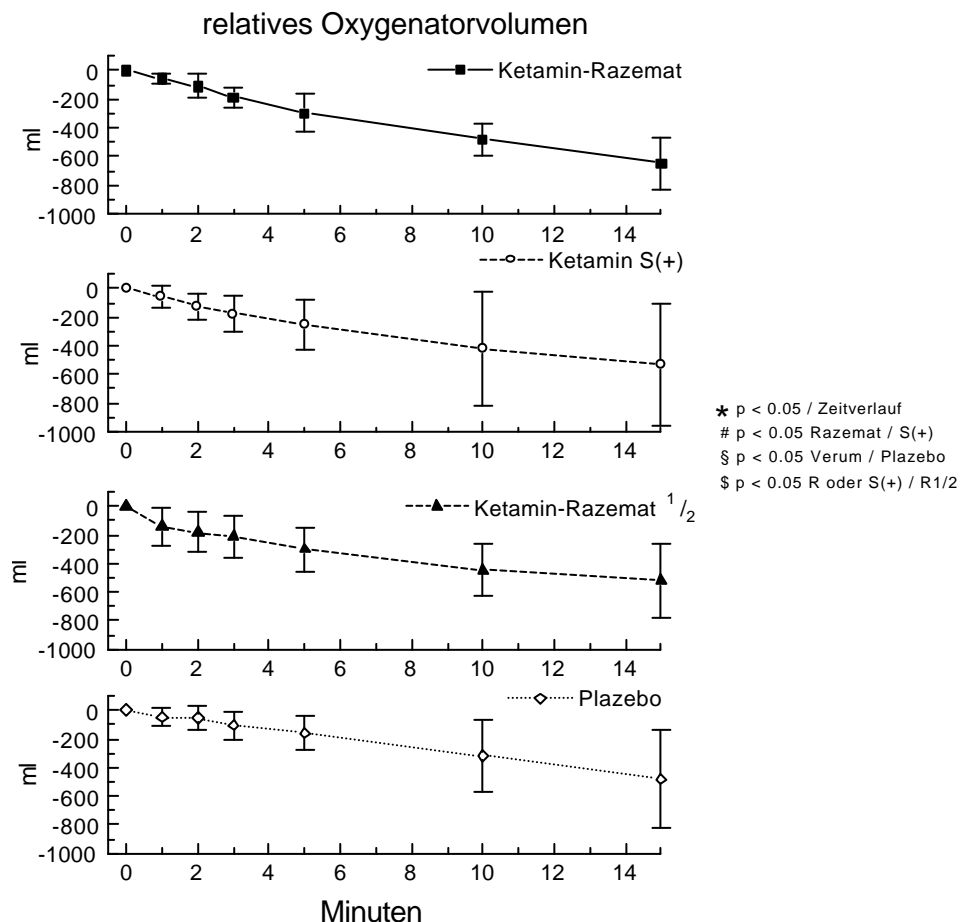 relatives Oxygenatorvolumen
Ketamin-Razemat
0
-200
-400
-600
-800
-1000
ml
0 2 4 6 8 10 12 14
Ketamin S(+)
0
-200
-400
-600
-800
-1000
ml
0 2 4 6 8 10 12 14
* p < 0.05 / Zeitverlauf
# p < 0.05 Razemat / S(+)
§ p < 0.05 Verum / Plazebo
$ p < 0.05 R oder S(+) / R1/2
Ketamin-Razemat 1/2
0
-200
-400
-600
-800
-1000
ml
0 2 4 6 8 10 12 14
Plazebo
0
-200
-400
-600
-800
-1000
ml
0 2 4 6 8 10 12 14
Minuten